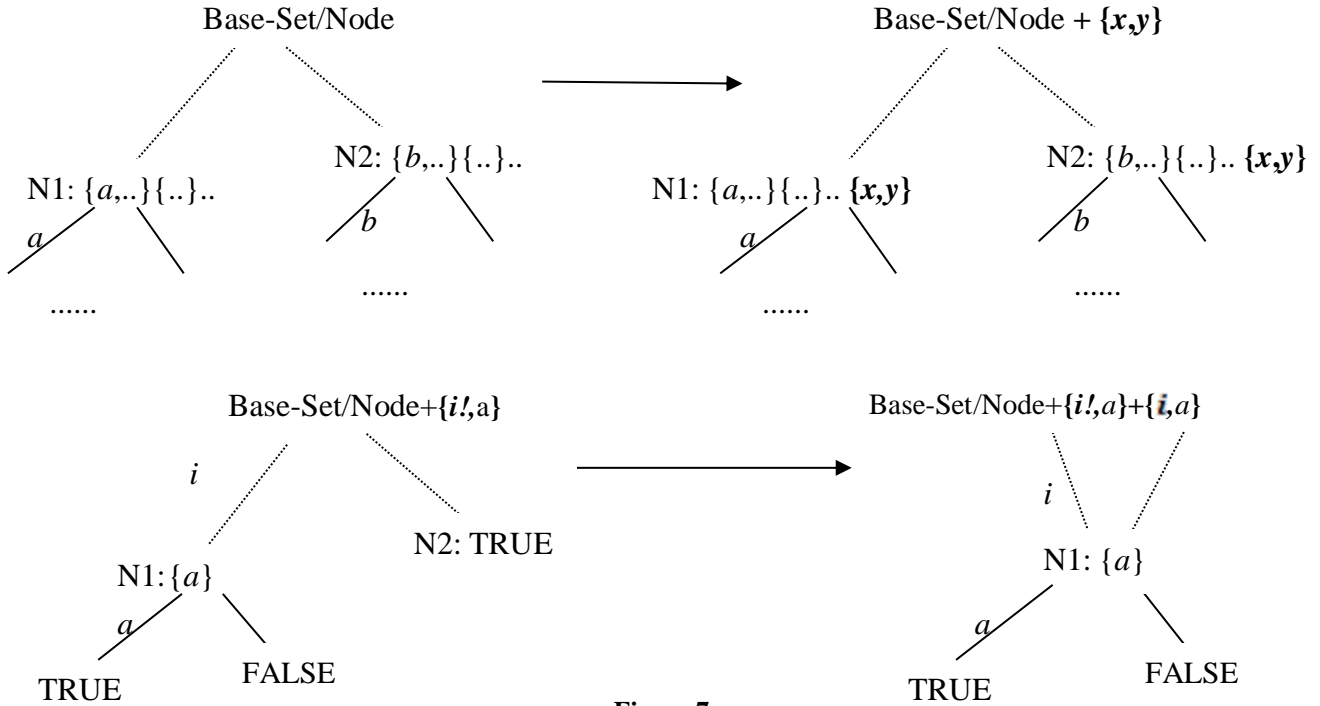 Base-Set/Node
Base-Set/Node + {x,y}
N1: {a,..}{..}..
N2: {b,..}{..}..
N1: {a,..}{..}.. {x,y}
N2: {b,..}{..}.. {x,y}
a
b
a
b
......
......
......
......
Base-Set/Node+{i!,a}
Base-Set/Node+{i!,a}+{i,a}
i
i
N1:{a}
N2: TRUE
N1: {a}
a
a
TRUE
FALSE
TRUE
FALSE